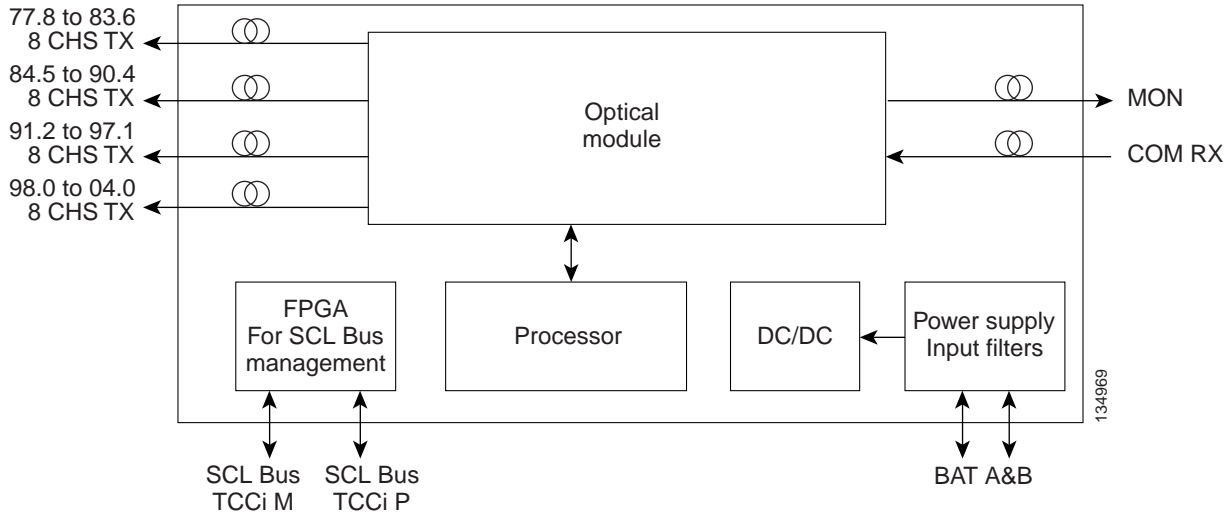 77.8 to 83.6
8 CHS TX
84.5 to 90.4
8 CHS TX
91.2 to 97.1
8 CHS TX
98.0 to 04.0
8 CHS TX
Optical
module
MON
COM RX
FPGA
For SCL Bus
management
Processor
DC/DC
Power supply
Input filters
134969
SCL Bus
TCCi M
SCL Bus
TCCi P
BAT A&B